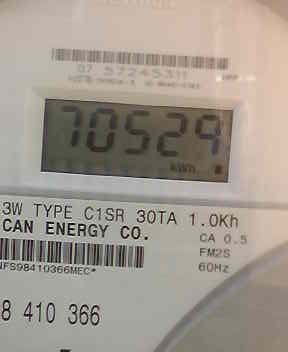 07 57245311
70529
kWh
3W TYPE C1SR 30TA 1.0Kh
CAN ENERGY CO.
CA 0.5
FM2S
60Hz
NFS98410366MEC*
8 410 366